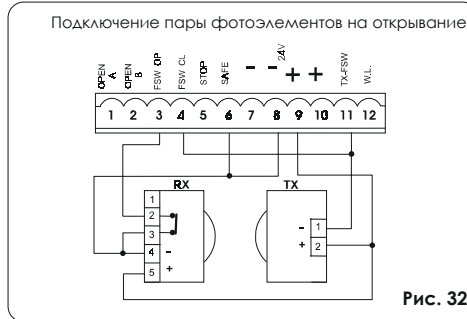 Подключение пары фотоэлементов на открывание
OPEN A
OPEN B
FSW OP
FSW CL
STOP
SAFE
-
-
24V
+
+
TX-FSW
W.L.
1 2 3 4 5 6 7 8 9 10 11 12
RX
1
2
3
4 -
5 +
TX
- 1
+ 2
Рис. 32